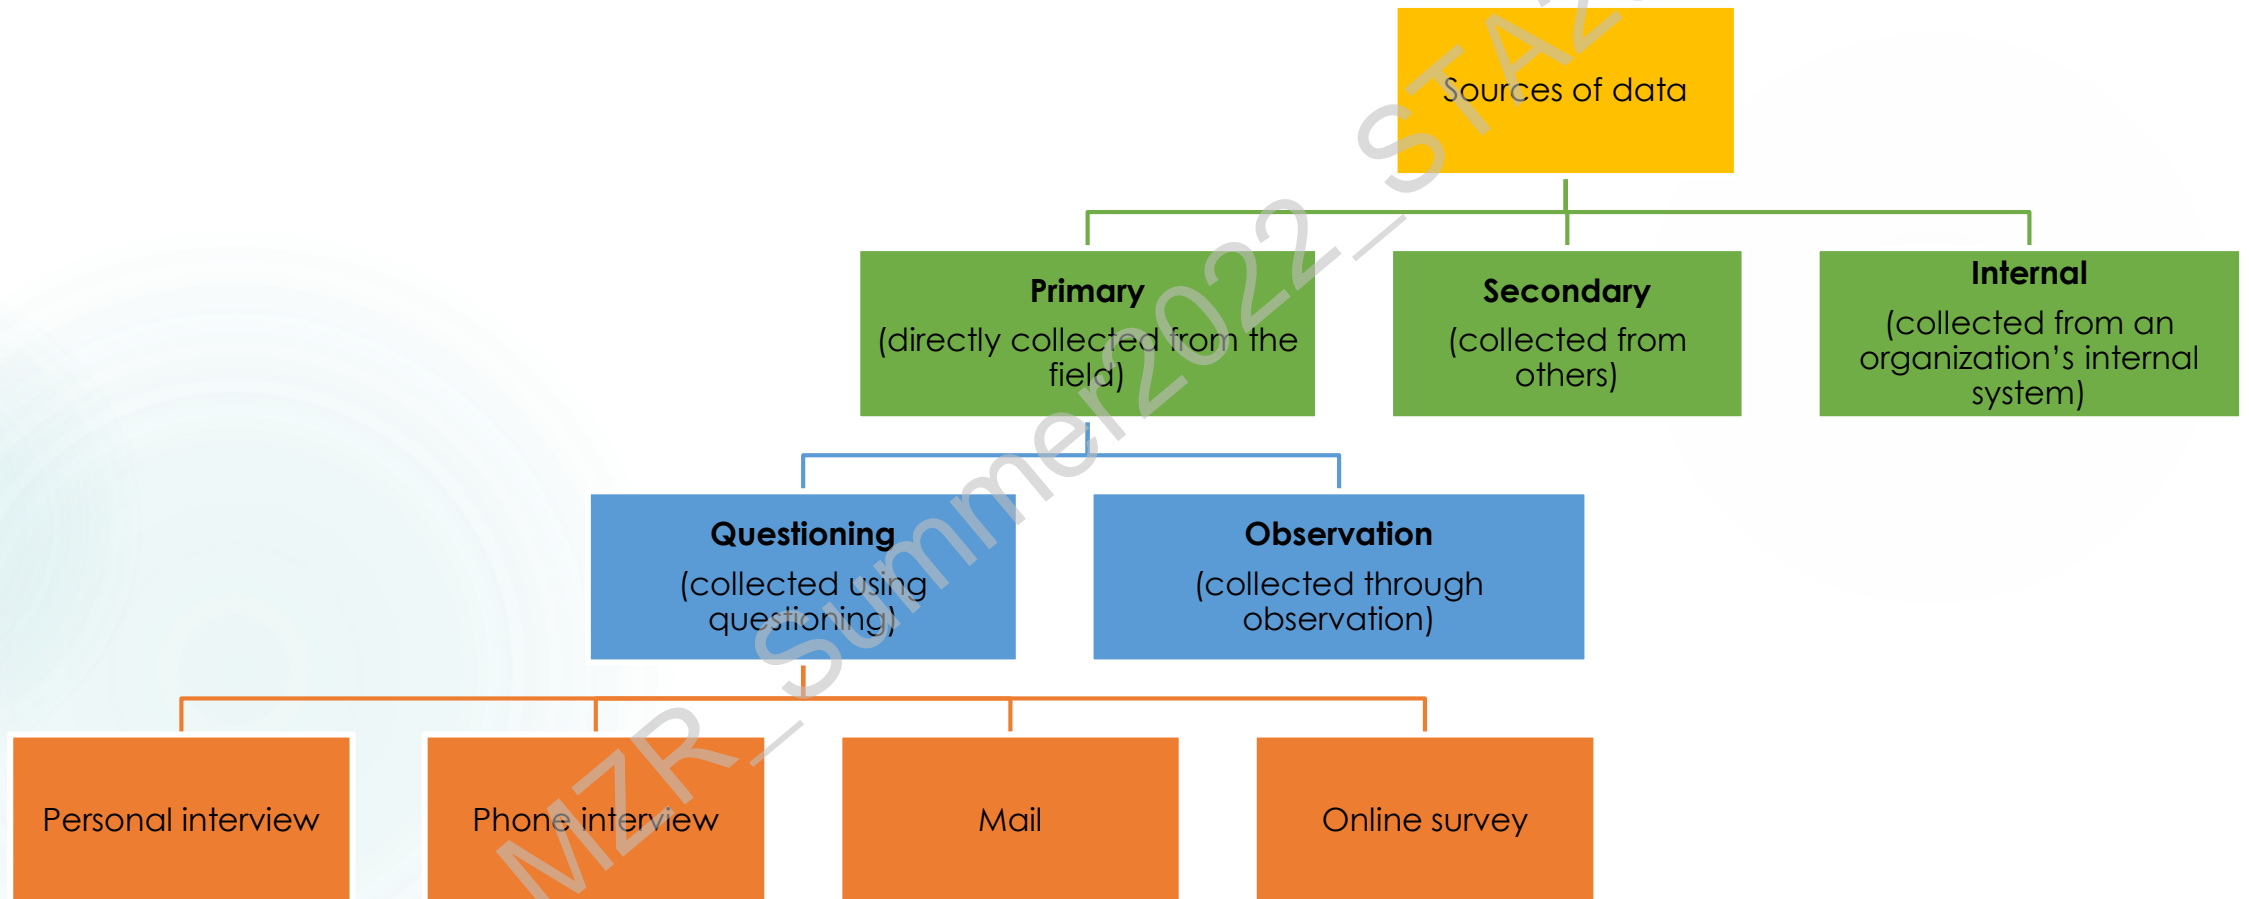 Sources of data
Primary
(directly collected from the
field)
Secondary
(collected from
others)
Internal
(collected from an
organization’s internal
system)
Questioning
(collected using
questioning)
Observation
(collected through
observation)
Personal interview
Phone interview
Mail
Online survey
MZR_Summer2022_STA2